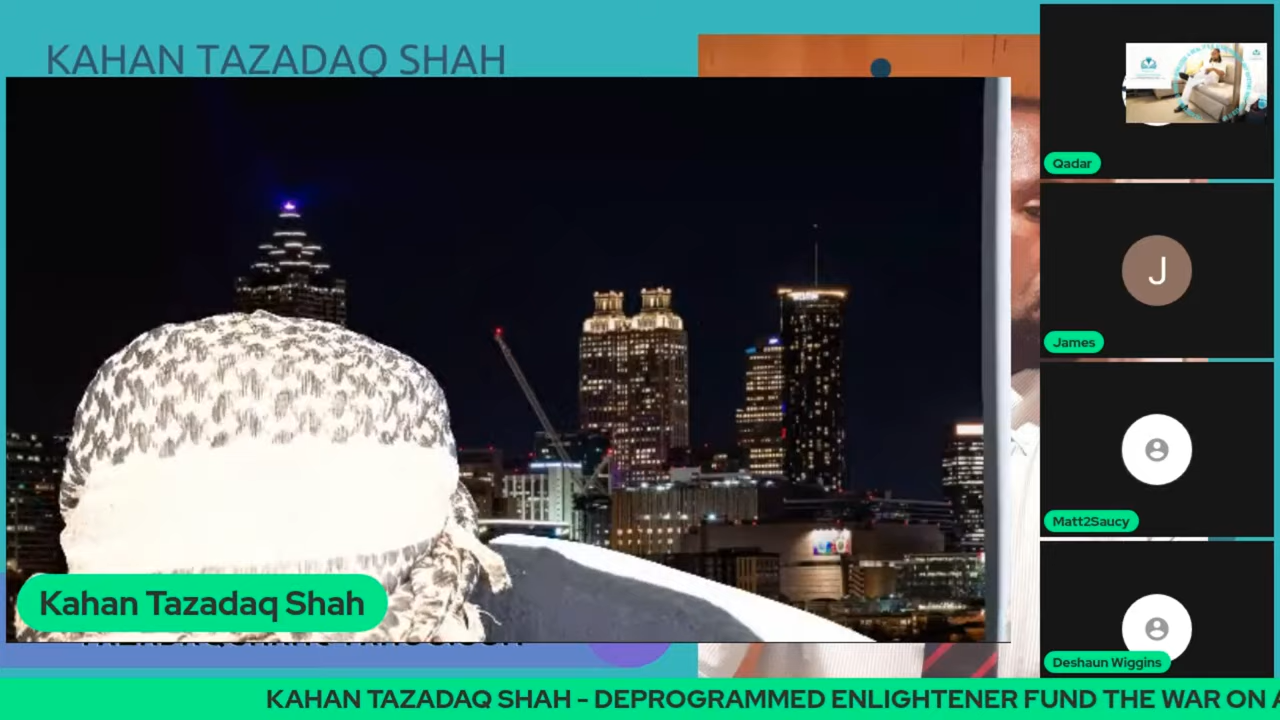 KAHAN TAZADAQ SHAH
Qadar
J
James
Matt2Saucy
Kahan Tazadaq Shah
Deshaun Wiggins
KAHAN TAZADAQ SHAH - DEPROGRAMMED ENLIGHTENER FUND THE WAR ON